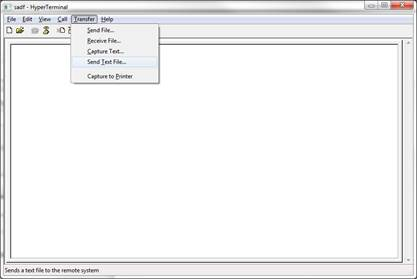 sadf - HyperTerminal
File Edit View Call Transfer Help
Send File...
Receive File...
Capture Text...
Send Text File...
Capture to Printer
Sends a text file to the remote system